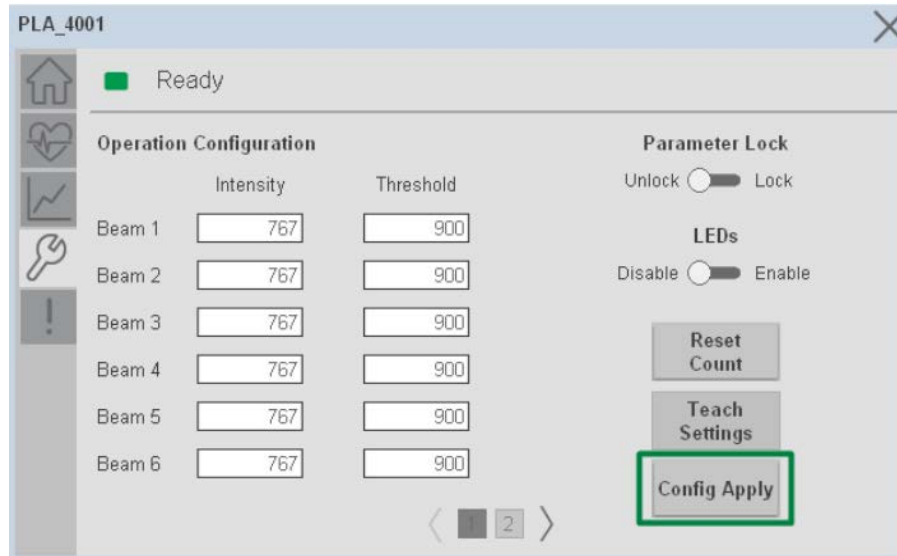 PLA_4001
Ready
Operation Configuration
Intensity Threshold
Beam 1 767 900
Beam 2 767 900
Beam 3 767 900
Beam 4 767 900
Beam 5 767 900
Beam 6 767 900
1 2
Parameter Lock
Unlock Lock
LEDs
Disable Enable
Reset
Count
Teach
Settings
Config Apply